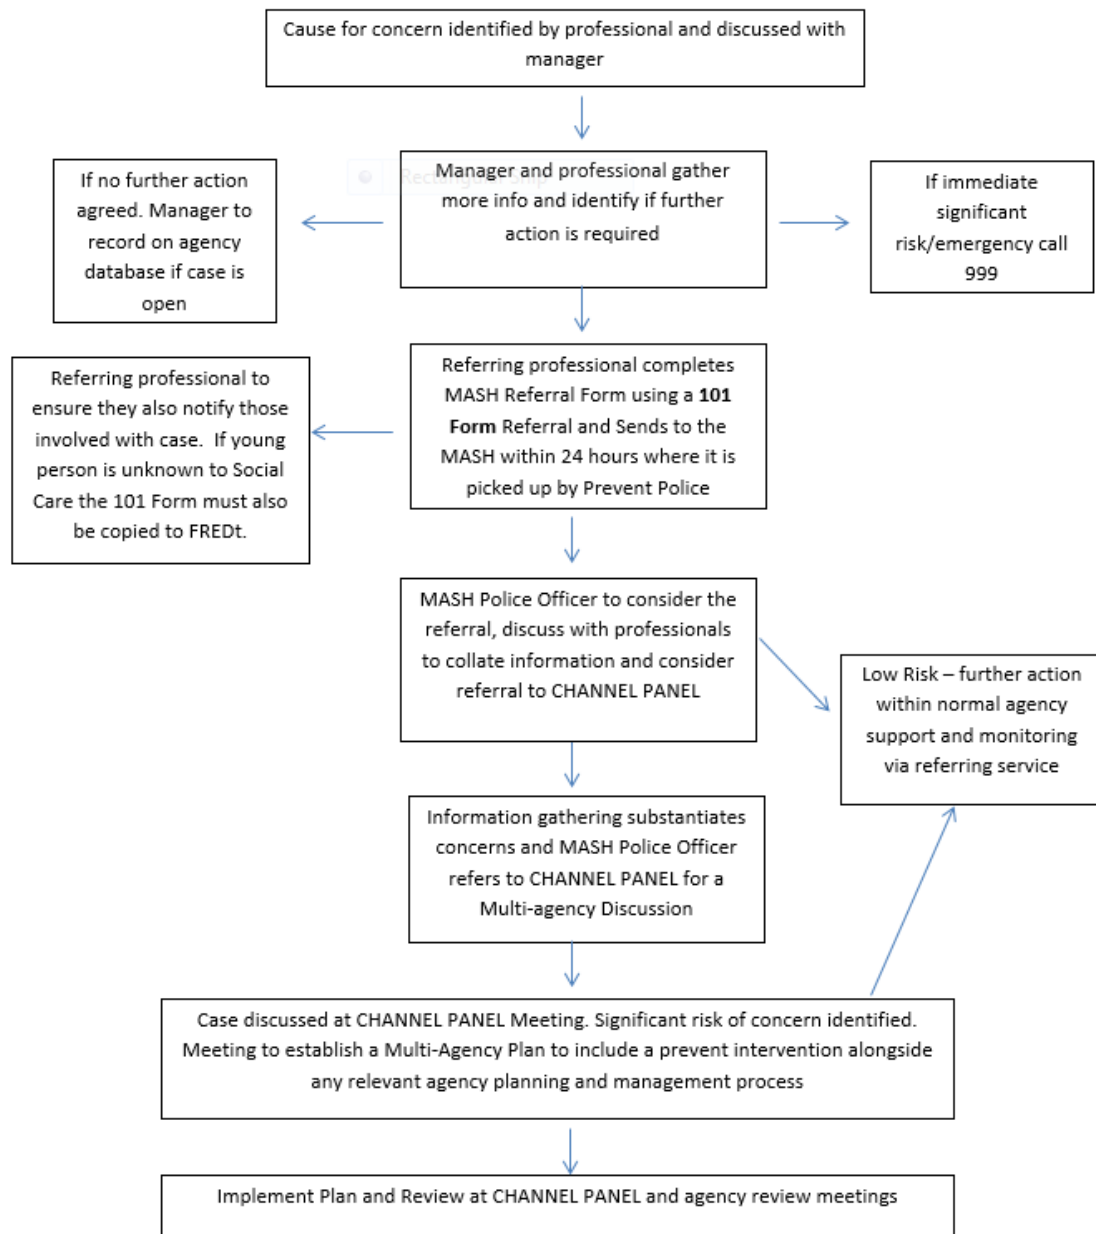 Cause for concern identified by professional and discussed with
manager
If no further action
agreed. Manager to
record on agency
database if case is
open
Manager and professional gather
more info and identify if further
action is required
Rectangular Snip
If immediate
significant
risk/emergency call
999
Referring professional to
ensure they also notify those
involved with case.  If young
person is unknown to Social
Care the 101 Form must also
be copied to FREDt.
Referring professional completes
MASH Referral Form using a 101
Form Referral and Sends to the
MASH within 24 hours where it is
picked up by Prevent Police
MASH Police Officer to consider the
referral, discuss with professionals
to collate information and consider
referral to CHANNEL PANEL
Low Risk – further action
within normal agency
support and monitoring
via referring service
Information gathering substantiates
concerns and MASH Police Officer
refers to CHANNEL PANEL for a
Multi-agency Discussion
Case discussed at CHANNEL PANEL Meeting. Significant risk of concern identified.
Meeting to establish a Multi-Agency Plan to include a prevent intervention alongside
any relevant agency planning and management process
Implement Plan and Review at CHANNEL PANEL and agency review meetings